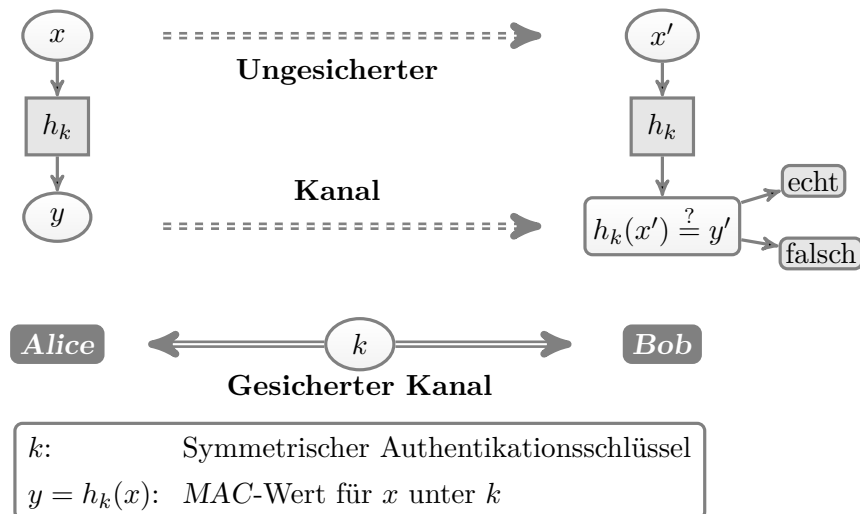 x x′
Ungesicherter
h_k h_k
Kanal
echt
y h_k(x′) ≟ y′
falsch
Alice k Bob
Gesicherter Kanal
k: Symmetrischer Authentikationsschlüssel
y = h_k(x): MAC-Wert für x unter k